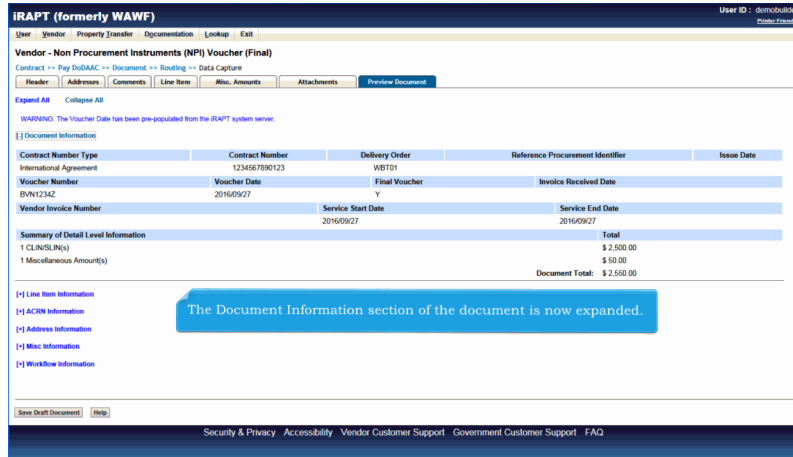 iRAPT (formerly WAWF)
User ID : demobuilde
Printer Friend
User Vendor Property Transfer Documentation Lookup Exit
Vendor - Non Procurement Instruments (NPI) Voucher (Final)
Contract >> Pay DoDAAC >> Document >> Routing >> Data Capture
Header Addresses Comments Line Item Misc. Amounts Attachments Preview Document
Expand All Collapse All
WARNING: The Voucher Date has been pre-populated from the iRAPT system server.
[-] Document Information
Contract Number Type Contract Number Delivery Order Reference Procurement Identifier Issue Date
International Agreement 1234567890123 WBT01
Voucher Number Voucher Date Final Voucher Invoice Received Date
BVN1234Z 2016/09/27 Y
Vendor Invoice Number Service Start Date Service End Date
2016/09/27 2016/09/27
Summary of Detail Level Information Total
1 CLIN/SLIN(s) $ 2,500.00
1 Miscellaneous Amount(s) $ 50.00
Document Total: $ 2,550.00
[+] Line Item Information
[+] ACRN Information
[+] Address Information
[+] Misc Information
[+] Workflow Information
The Document Information section of the document is now expanded.
Save Draft Document Help
Security & Privacy Accessibility Vendor Customer Support Government Customer Support FAQ